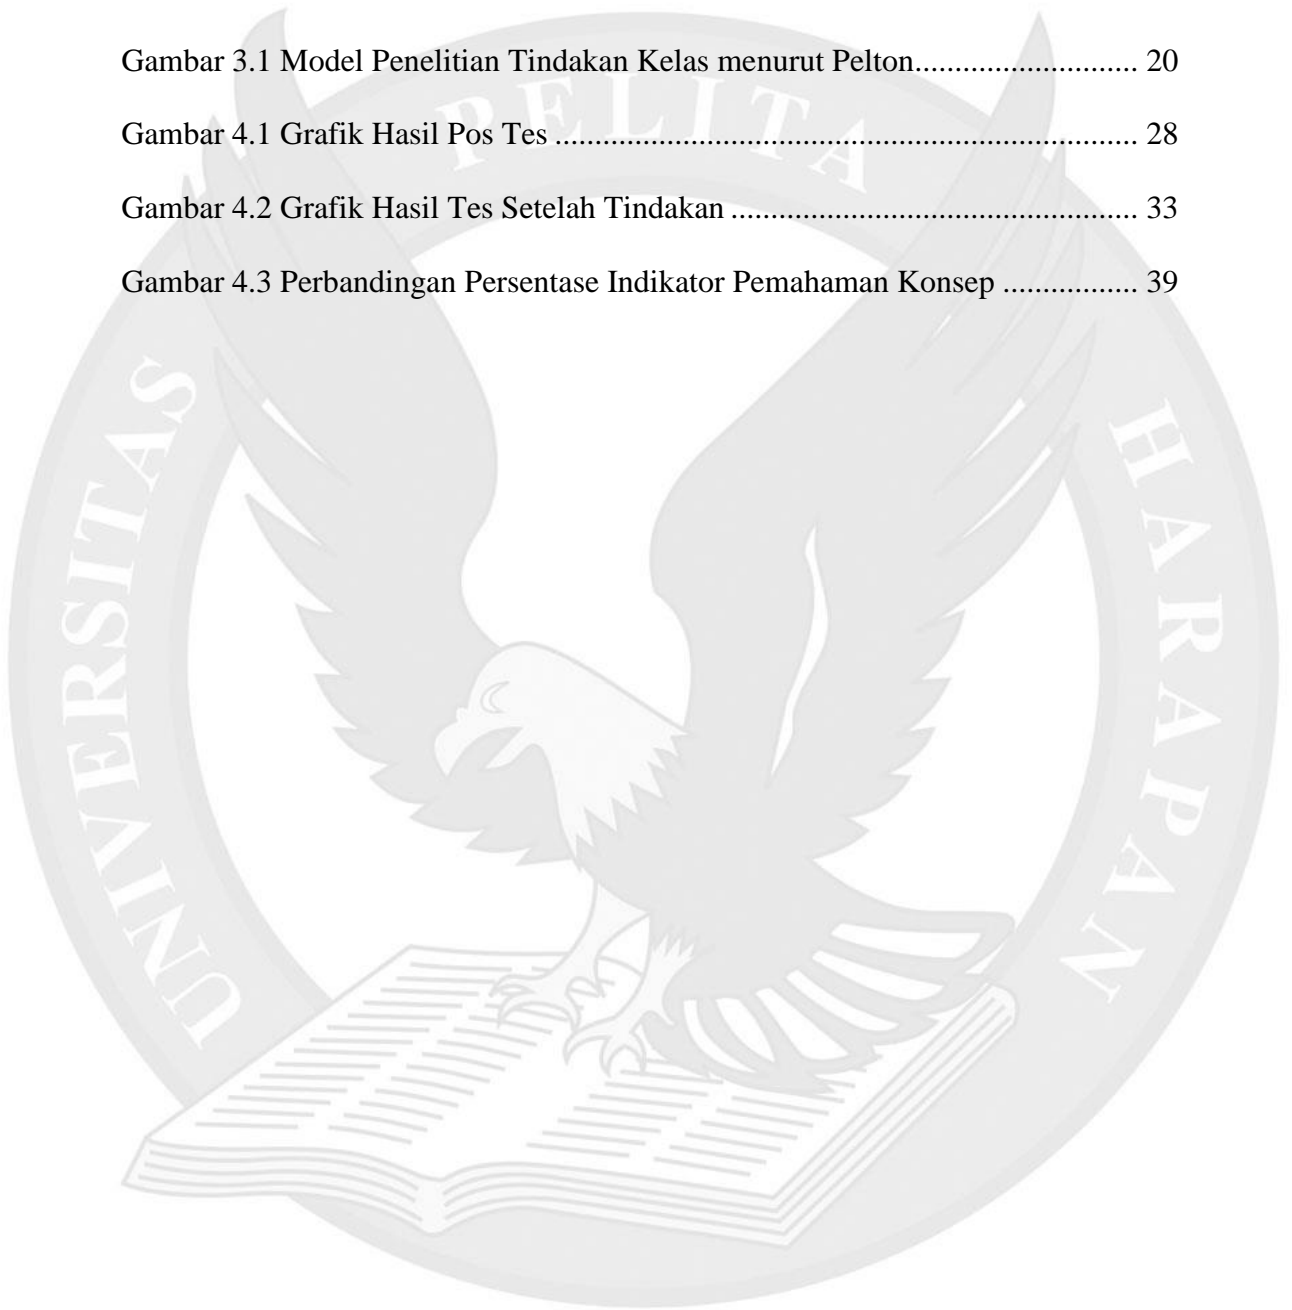 Gambar 3.1 Model Penelitian Tindakan Kelas menurut Pelton............................ 20
Gambar 4.1 Grafik Hasil Pos Tes ......................................................................... 28
Gambar 4.2 Grafik Hasil Tes Setelah Tindakan ................................................... 33
Gambar 4.3 Perbandingan Persentase Indikator Pemahaman Konsep ................. 39
UNIVERSITAS PELITA HARAPAN